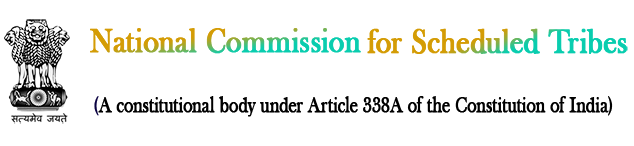 National Commission for Scheduled Tribes
(A constitutional body under Article 338A of the Constitution of India)
सत्यमेव जयते